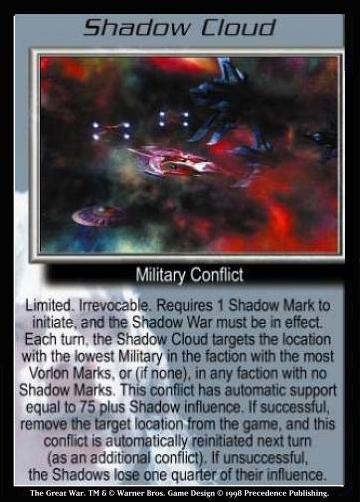 Shadow Cloud
Military Conflict
Limited. Irrevocable. Requires 1 Shadow Mark to
initiate, and the Shadow War must be in effect.
Each turn, the Shadow Cloud targets the location
with the lowest Military in the faction with the most
Vorlon Marks, or (if none), in any faction with no
Shadow Marks. This conflict has automatic support
equal to 75 plus Shadow influence. If successful,
remove the target location from the game, and this
conflict is automatically reinitiated next turn
(as an additional conflict). If unsuccessful,
the Shadows lose one quarter of their influence.
The Great War. TM & © Warner Bros. Game Design © 1998 Precedence Publishing.